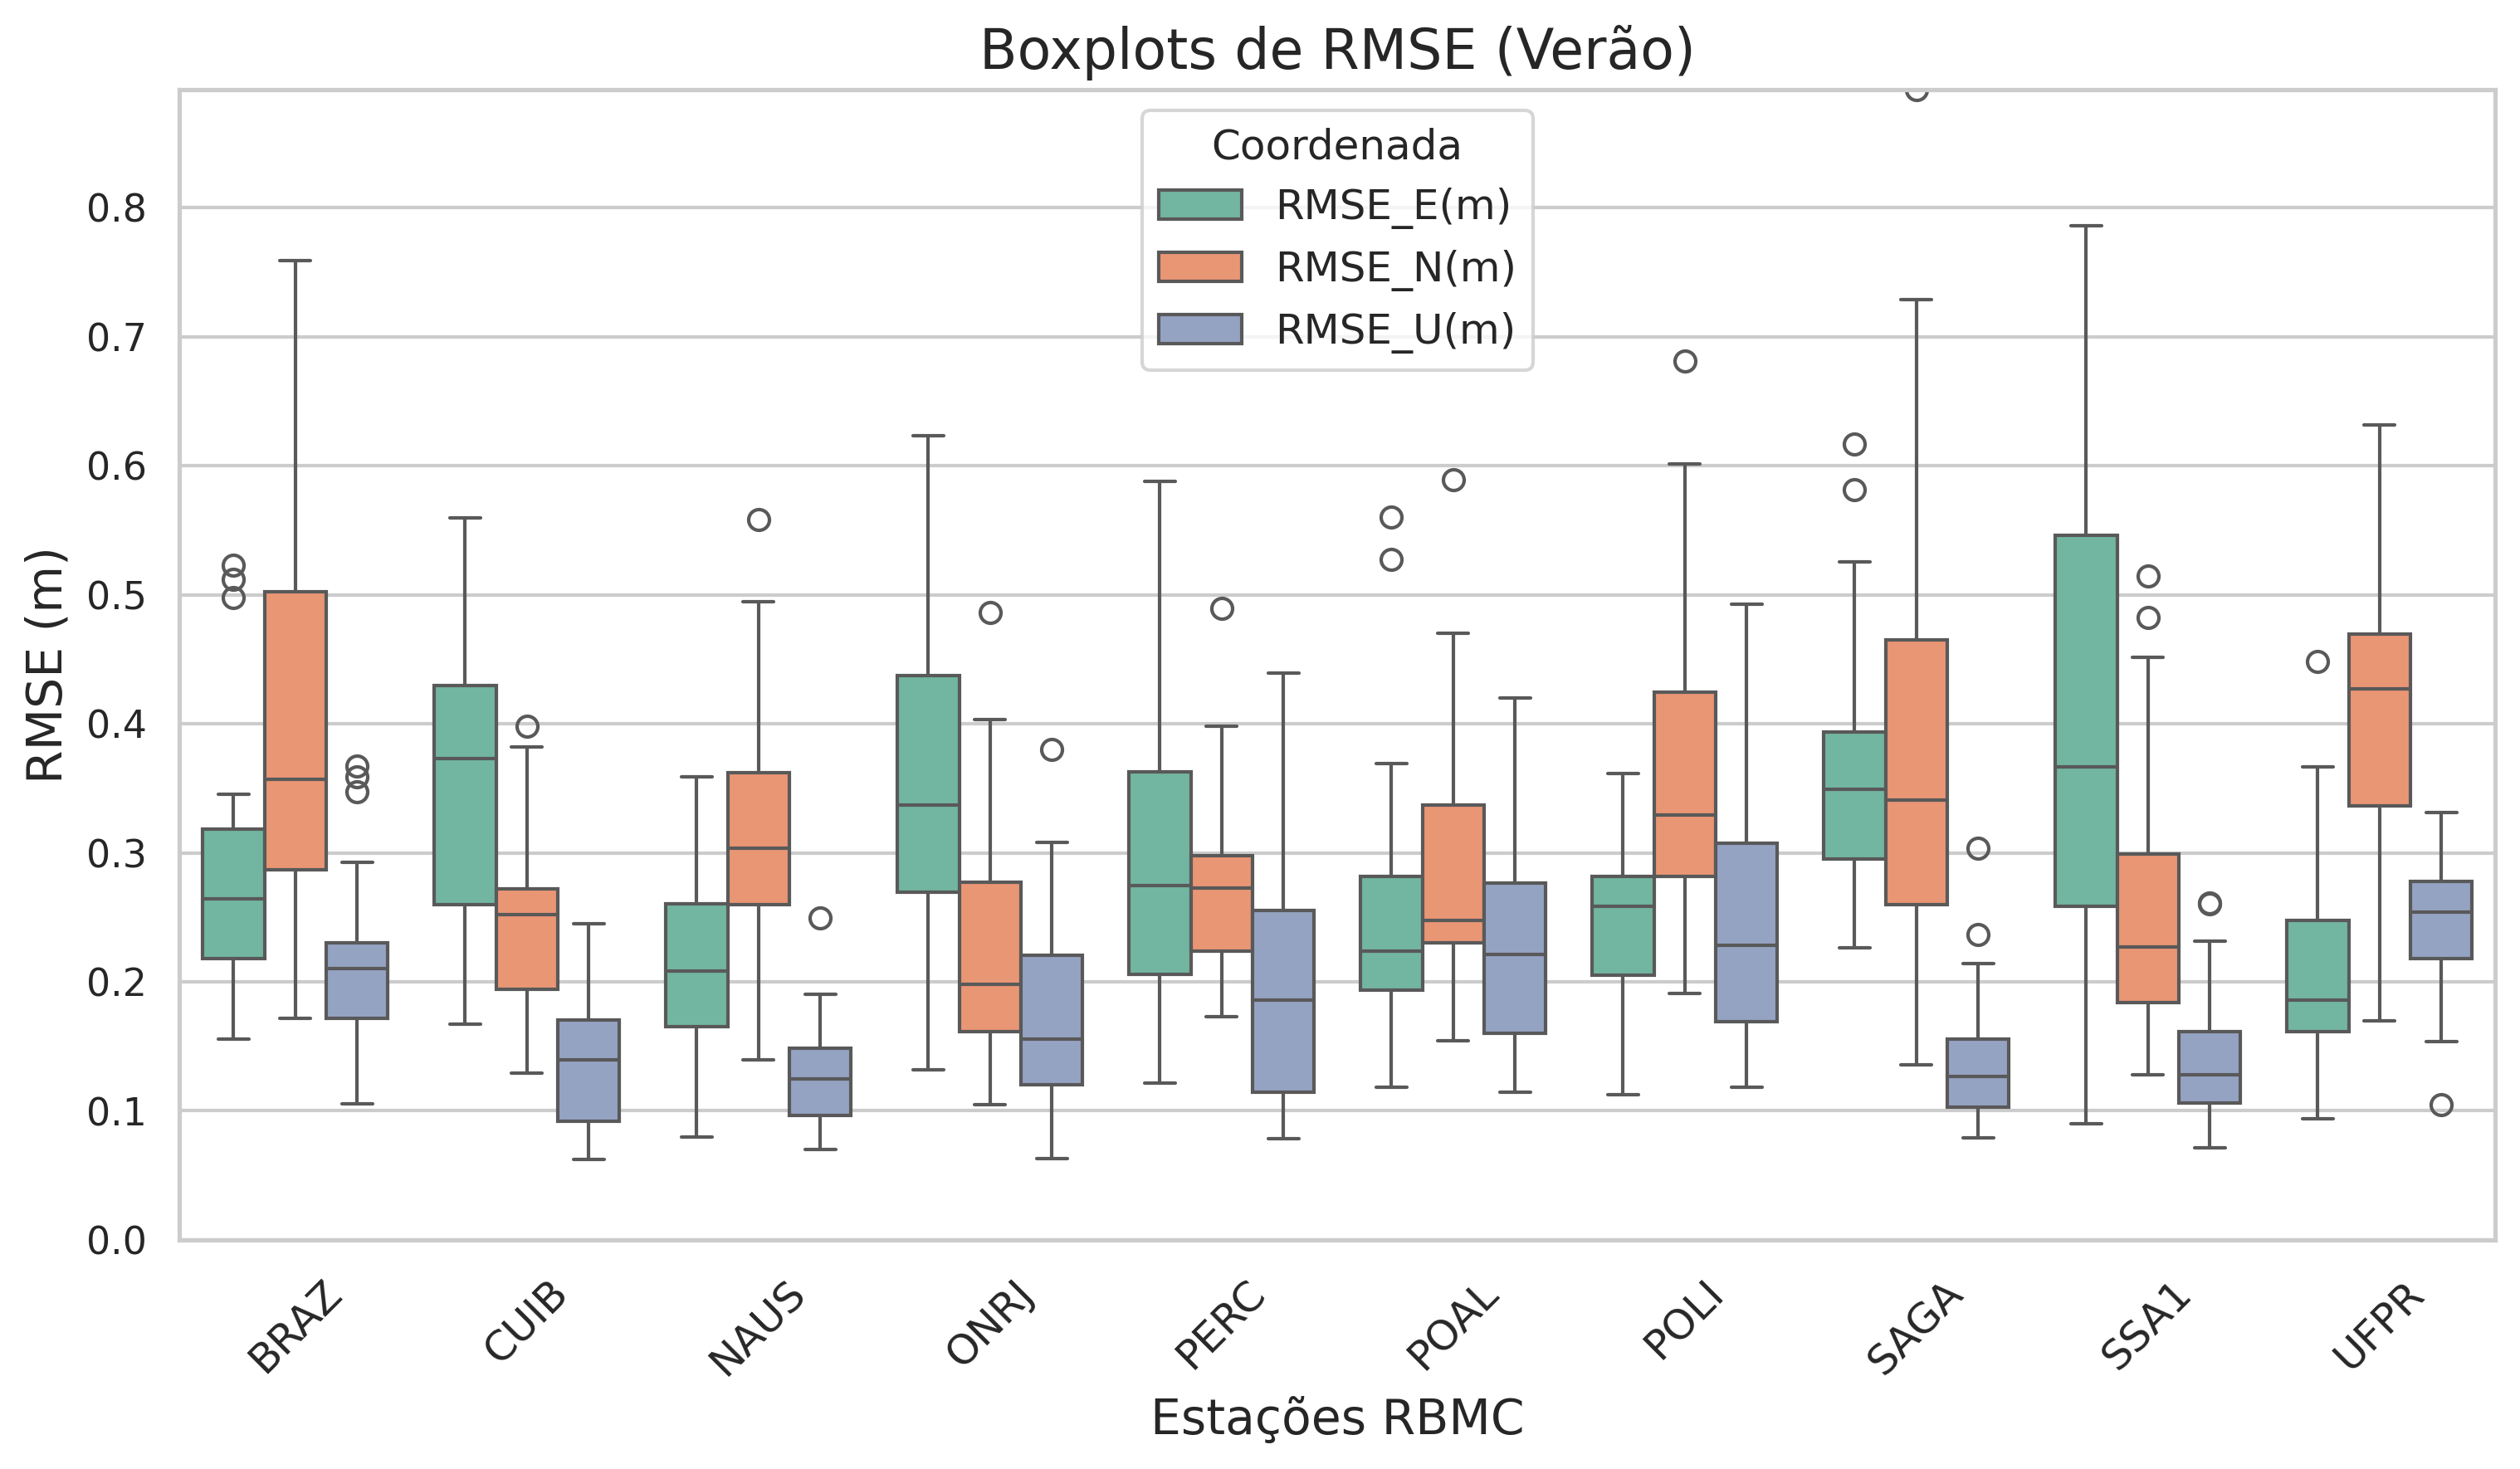 Boxplots de RMSE (Verão)
Coordenada
RMSE_E(m)
RMSE_N(m)
RMSE_U(m)
RMSE (m)
0.8
0.7
0.6
0.5
0.4
0.3
0.2
0.1
0.0
BRAZ
CUIB
NAUS
ONRJ
PERC
POAL
POLI
SAGA
SSA1
UFPR
Estações RBMC